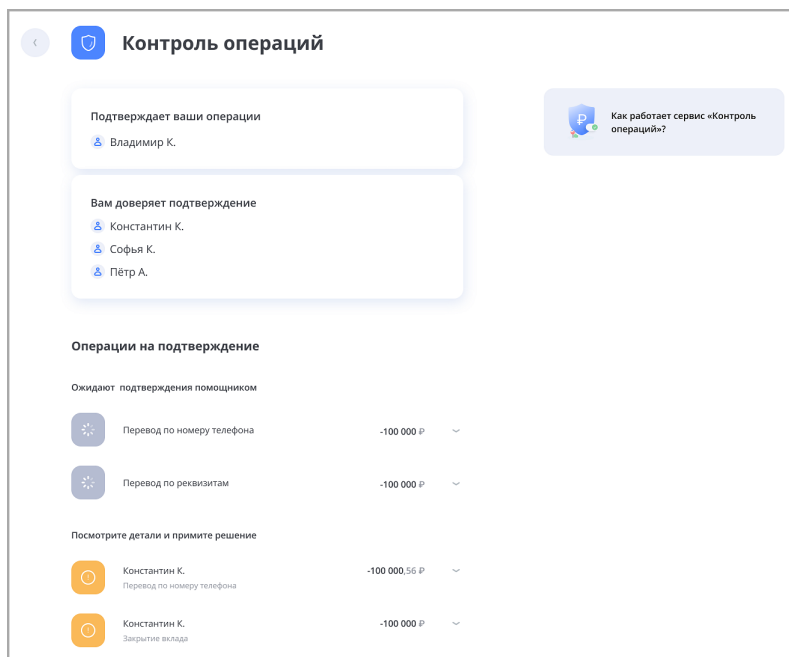 Контроль операций
Подтверждает ваши операции
Владимир К.
Как работает сервис «Контроль
операций»?
Вам доверяет подтверждение
Константин К.
Софья К.
Пётр А.
Операции на подтверждение
Ожидают подтверждения помощником
Перевод по номеру телефона
-100 000 ₽
Перевод по реквизитам
-100 000 ₽
Посмотрите детали и примите решение
Константин К.
-100 000,56 ₽
Перевод по номеру телефона
Константин К.
-100 000 ₽
Закрытие вклада